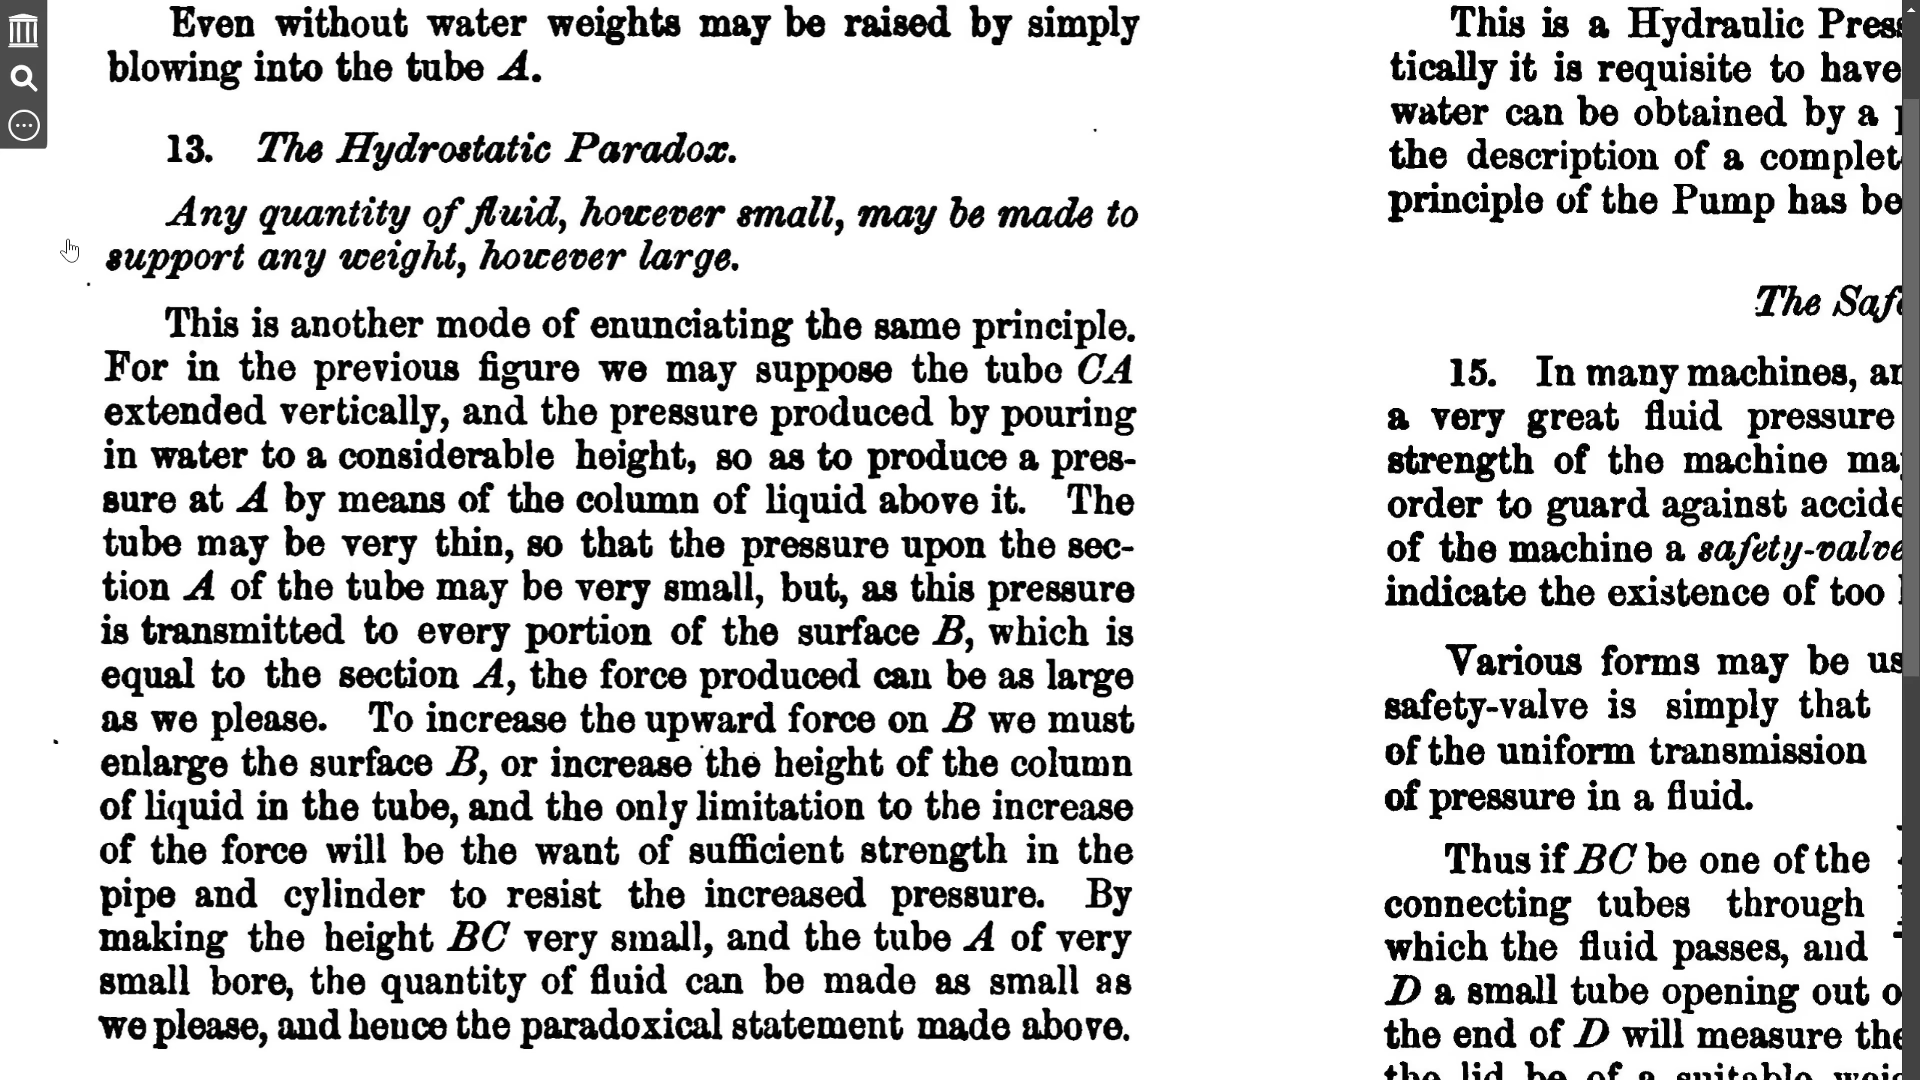 Even without water weights may be raised by simply
blowing into the tube A.
13. The Hydrostatic Paradox.
Any quantity of fluid, however small, may be made to
support any weight, however large.
This is another mode of enunciating the same principle.
For in the previous figure we may suppose the tube CA
extended vertically, and the pressure produced by pouring
in water to a considerable height, so as to produce a pres-
sure at A by means of the column of liquid above it. The
tube may be very thin, so that the pressure upon the sec-
tion A of the tube may be very small, but, as this pressure
is transmitted to every portion of the surface B, which is
equal to the section A, the force produced can be as large
as we please. To increase the upward force on B we must
enlarge the surface B, or increase the height of the column
of liquid in the tube, and the only limitation to the increase
of the force will be the want of sufficient strength in the
pipe and cylinder to resist the increased pressure. By
making the height BC very small, and the tube A of very
small bore, the quantity of fluid can be made as small as
we please, and hence the paradoxical statement made above.
This is a Hydraulic
tically it is requisite to have
water can be obtained by a
the description of a
principle of the Pump has
The
15. In many machines,
a very great fluid pressure
strength of the machine
order to guard against
of the machine a safety-valve
indicate the existence of too
Various forms may be
safety-valve is simply that
of the uniform transmission
of pressure in a fluid.
Thus if BC be one of the
connecting tubes through
which the fluid passes, and
D a small tube opening out
the end of D will measure
the lid be of a suitable